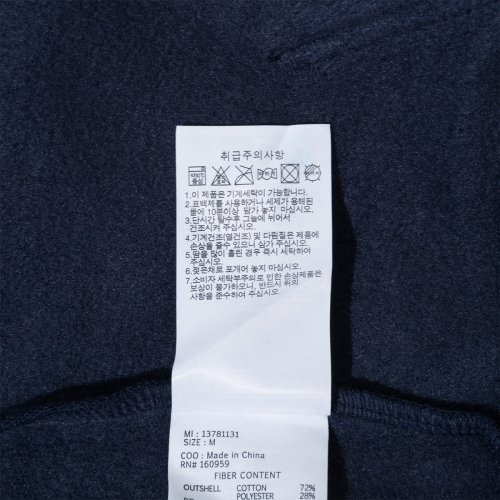 취급주의사항
1.이 제품은 기계세탁이 가능합니다.
2.표백제를 사용하거나 세제가 용해된
물에 10분이상 담가 놓지 마십시오.
3.단시간 탈수후 그늘에 뉘어서
건조시켜 주십시오.
4.기계건조(열건조) 및 다림질은 제품에
손상을 줄수 있으니 삼가 주십시오.
5.땀을 많이 흘린 경우 즉시 세탁하여
주십시오.
6.젖은채로 포개어 놓지 마십시오.
7.소비자 세탁부주의로 인한 손상제품은
보상이 불가하오니, 반드시 위의
사항을 준수하여 주십시오.
MI : 13781131
SIZE : M
COO : Made in China
RN# 160959
FIBER CONTENT
OUTSHELL COTTON 72%
POLYESTER 28%